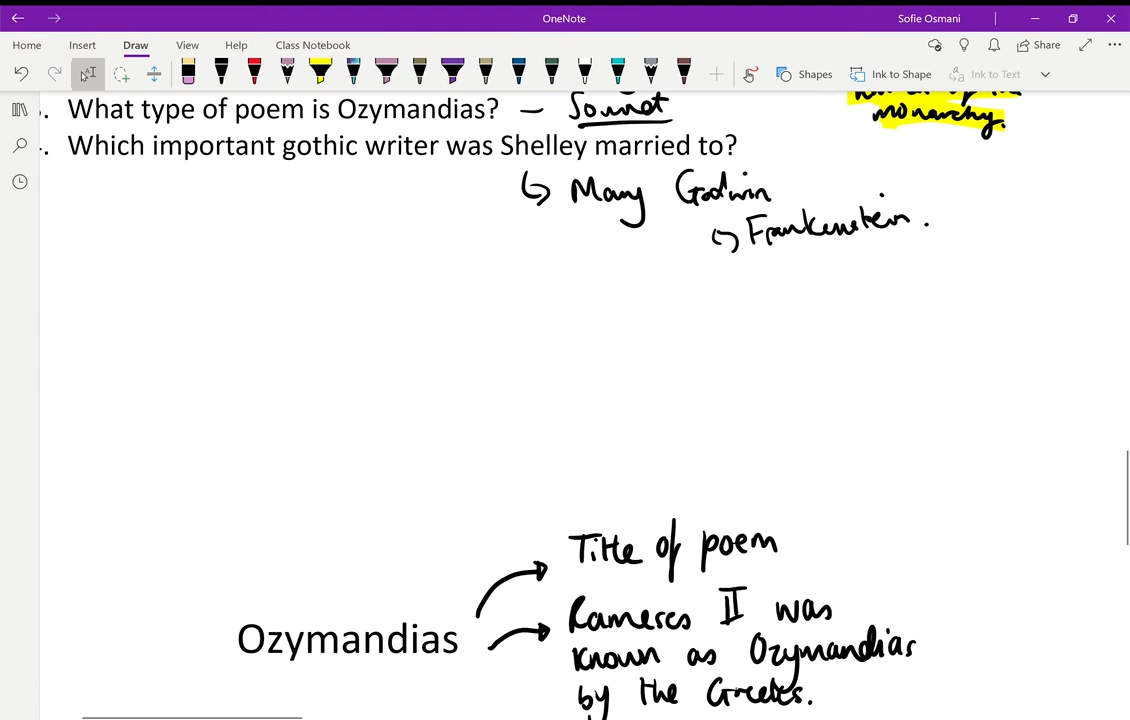 OneNote
Sofie Osmani
Home Insert Draw View Help Class Notebook
Share
Shapes Ink to Shape Ink to Text
What type of poem is Ozymandias? – Sonnet
monarchy.
Which important gothic writer was Shelley married to?
↳ Mary Godwin
↳ Frankenstein.
Title of poem
Ozymandias
Rameses II was
known as Ozymandias
by the Greeks.